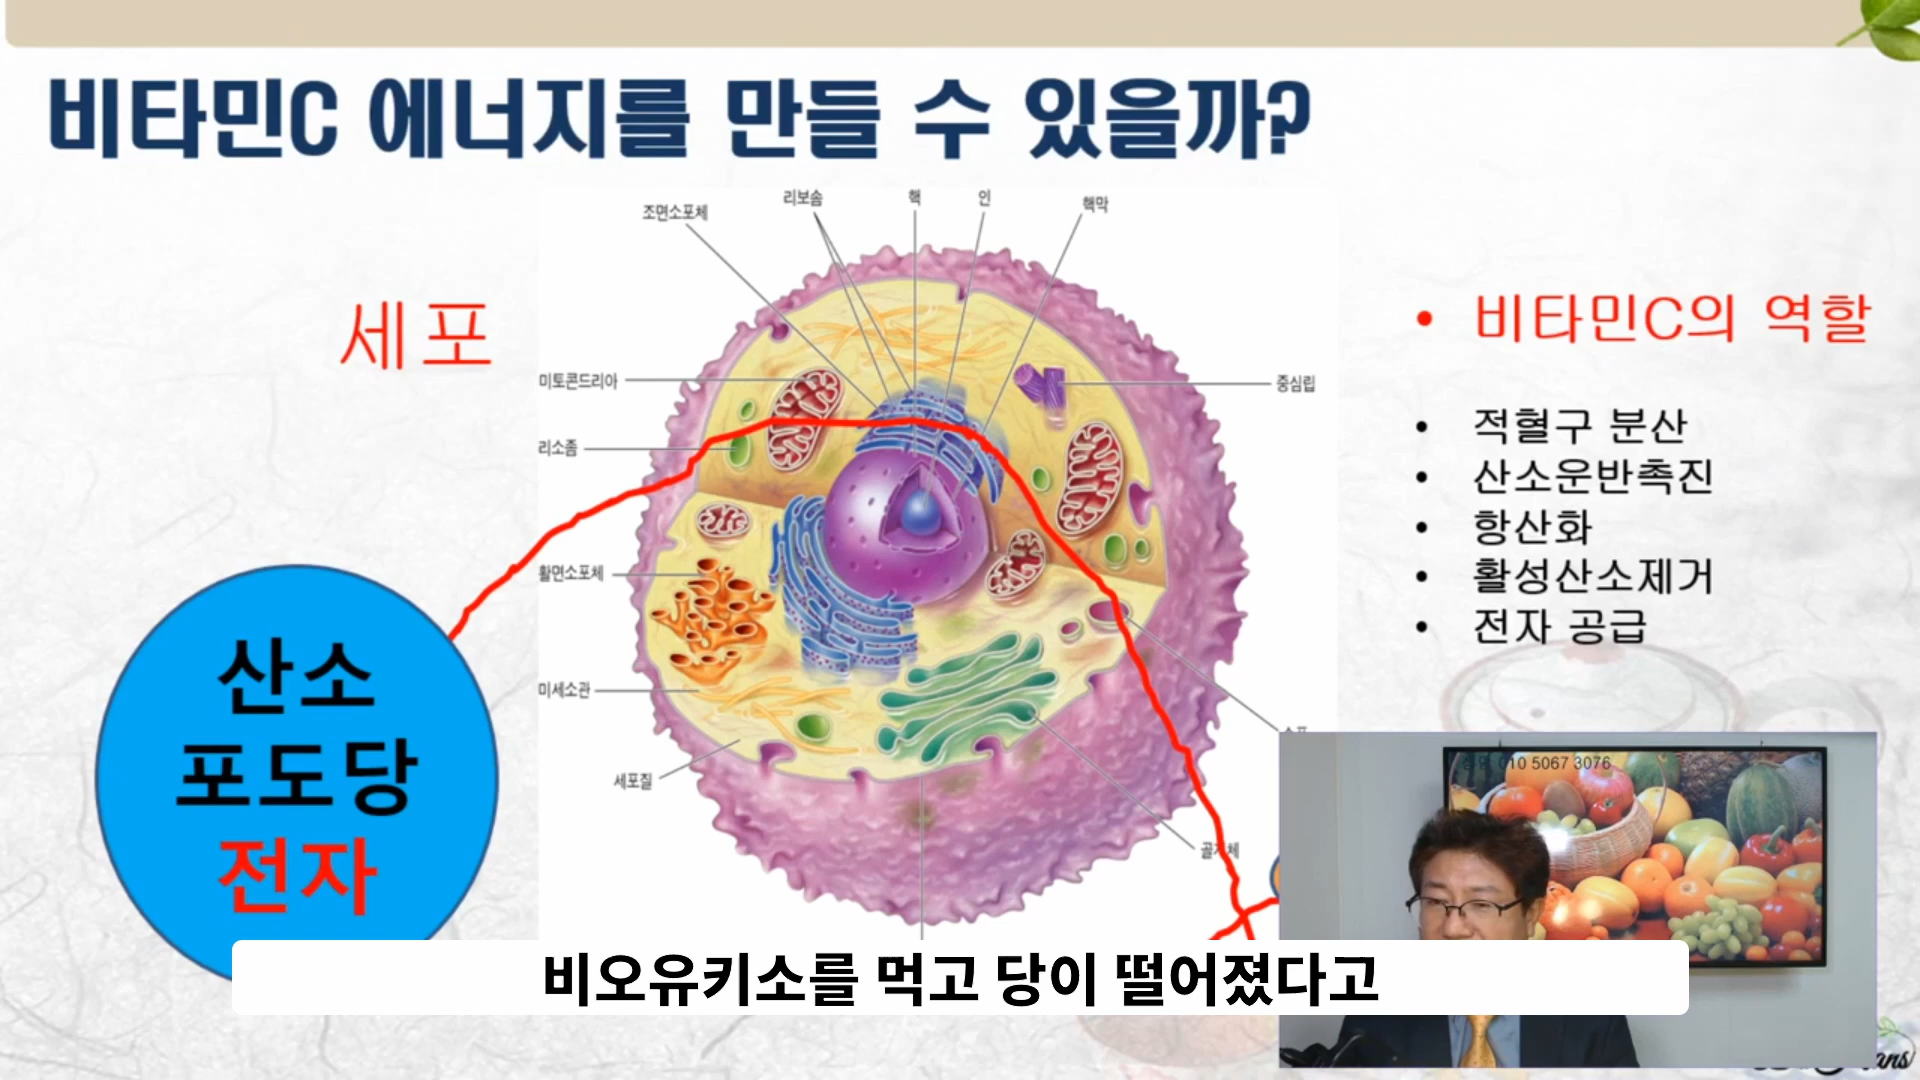 비타민C 에너지를 만들 수 있을까?
조면소포체
리보솜
핵
인
핵막
세포
미토콘드리아
중심립
리소좀
활면소포체
미세소관
세포질
• 비타민C의 역할
• 적혈구 분산
• 산소운반촉진
• 항산화
• 활성산소제거
• 전자 공급
산소
포도당
전자
010 5067 3076
비오유키소를 먹고 당이 떨어졌다고